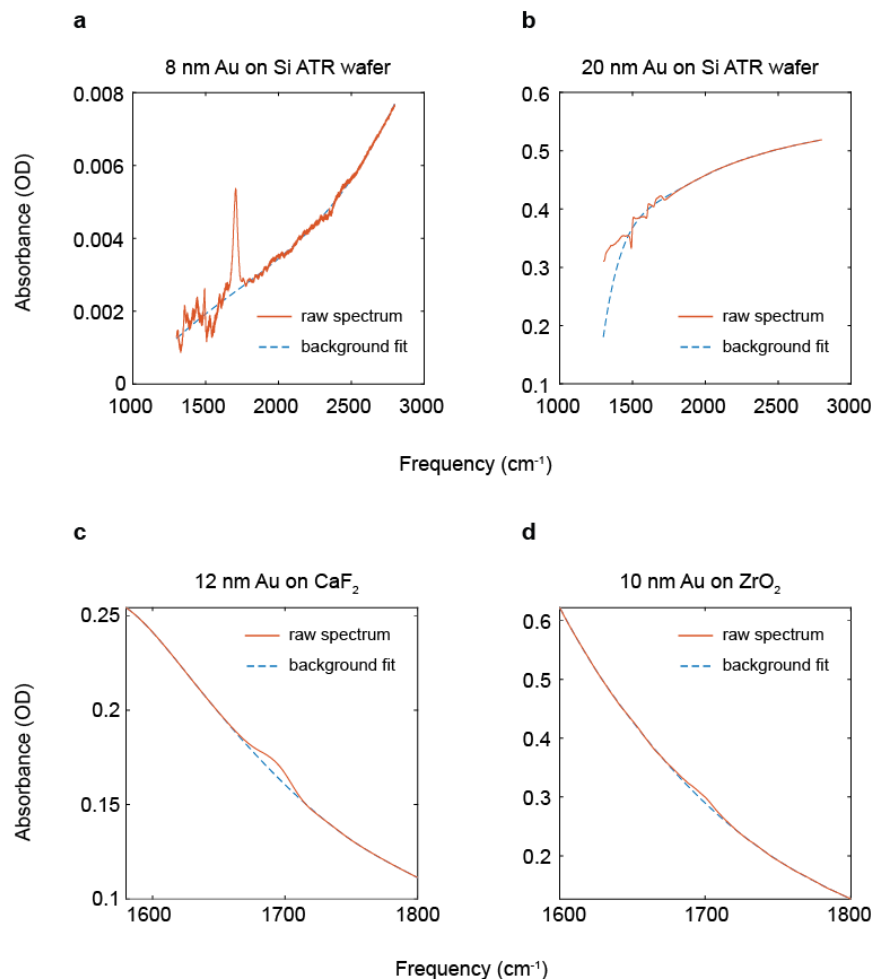 a
8 nm Au on Si ATR wafer
0.008
0.006
0.004
0.002
0
1000 1500 2000 2500 3000
raw spectrum
background fit
b
20 nm Au on Si ATR wafer
0.6
0.5
0.4
0.3
0.2
0.1
1000 1500 2000 2500 3000
raw spectrum
background fit
Absorbance (OD)
Frequency (cm⁻¹)
c
12 nm Au on CaF₂
0.25
0.2
0.15
0.1
1600 1700 1800
raw spectrum
background fit
d
10 nm Au on ZrO₂
0.6
0.5
0.4
0.3
0.2
1600 1700 1800
raw spectrum
background fit
Absorbance (OD)
Frequency (cm⁻¹)